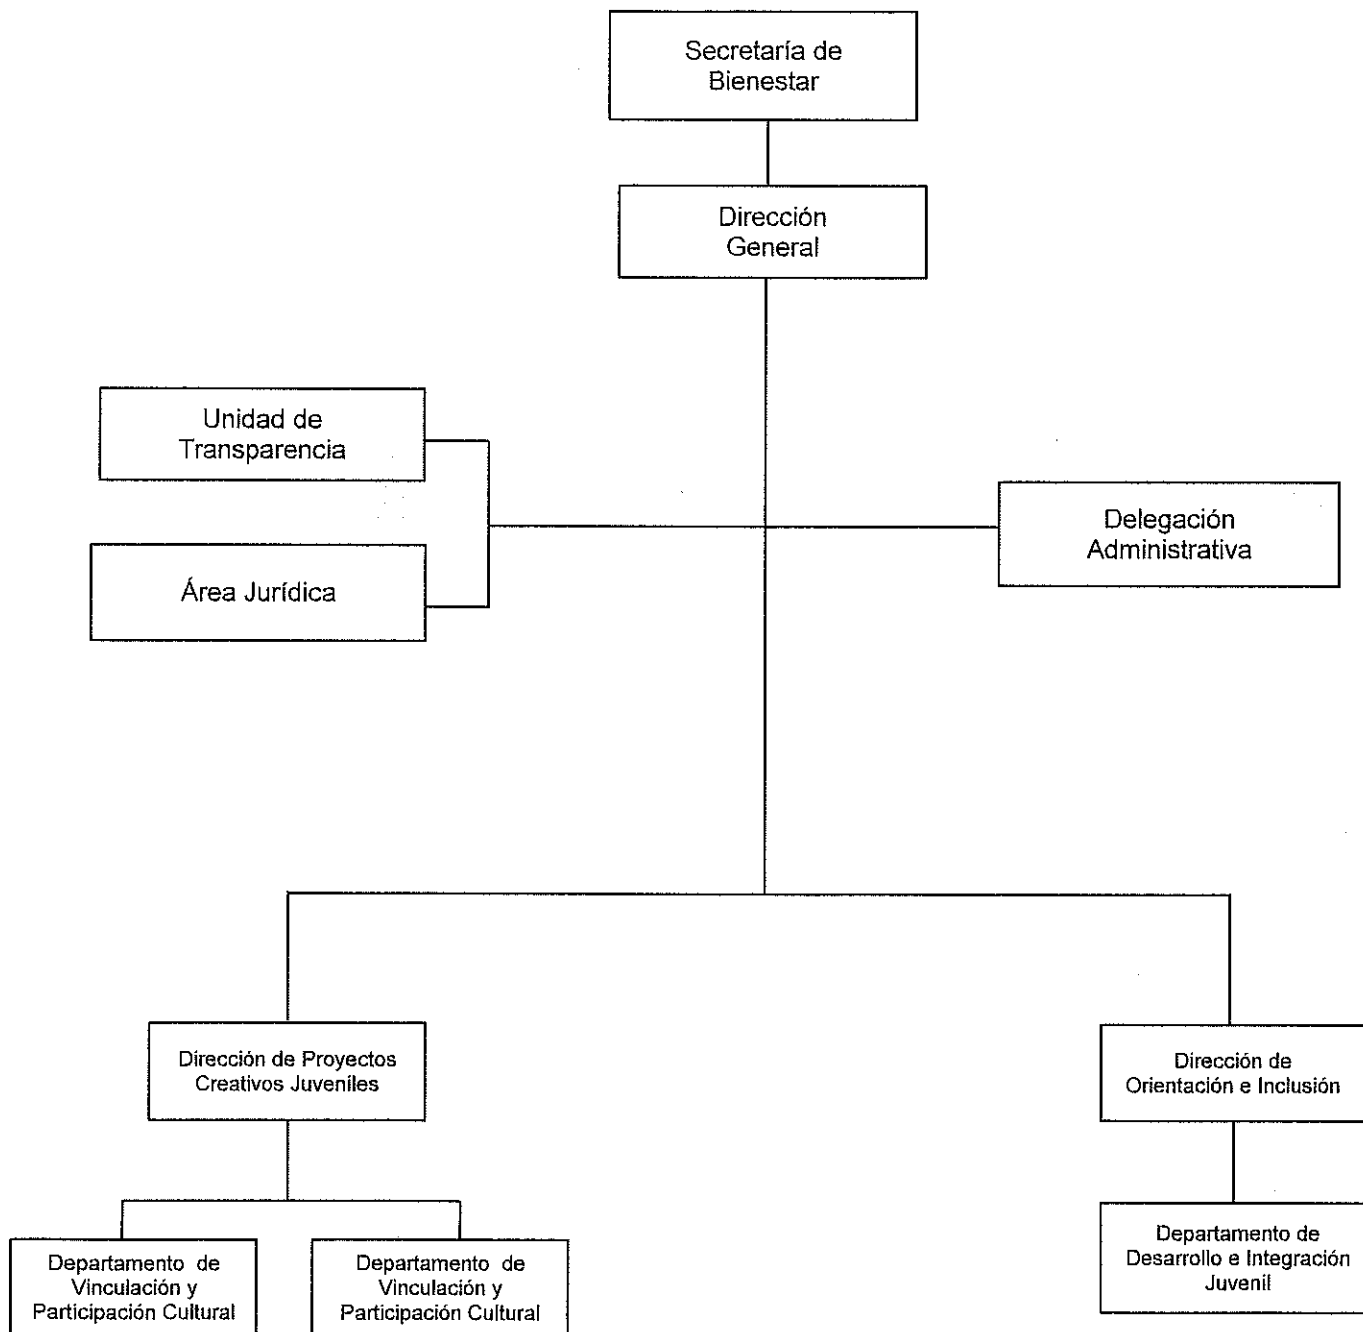 Secretaría de
Bienestar
Dirección
General
Unidad de
Transparencia
Delegación
Administrativa
Área Jurídica
Dirección de Proyectos
Creativos Juveniles
Dirección de
Orientación e Inclusión
Departamento de
Vinculación y
Participación Cultural
Departamento de
Vinculación y
Participación Cultural
Departamento de
Desarrollo e Integración
Juvenil